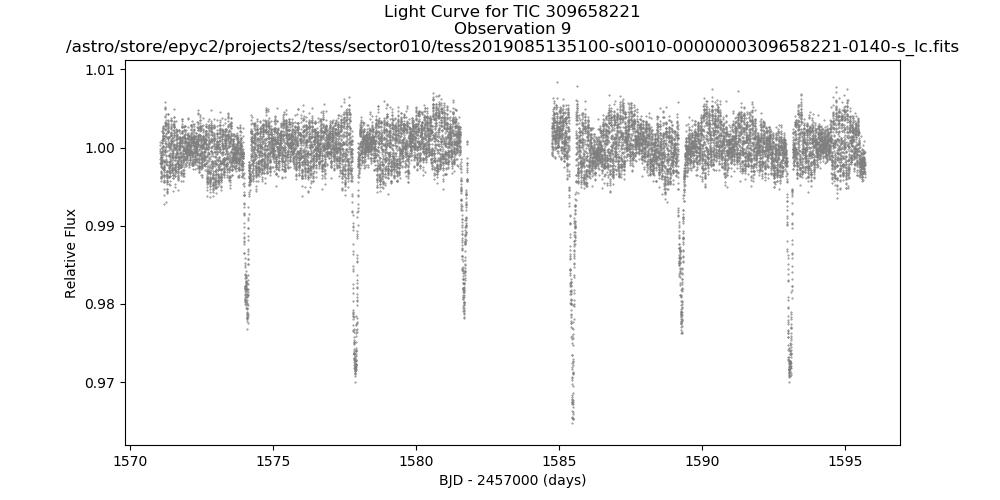 Light Curve for TIC 309658221
Observation 9
/astro/store/epyc2/projects2/tess/sector010/tess2019085135100-s0010-0000000309658221-0140-s_lc.fits
1.01
1.00
0.99
0.98
0.97
Relative Flux
1570
1575
1580
1585
1590
1595
BJD - 2457000 (days)